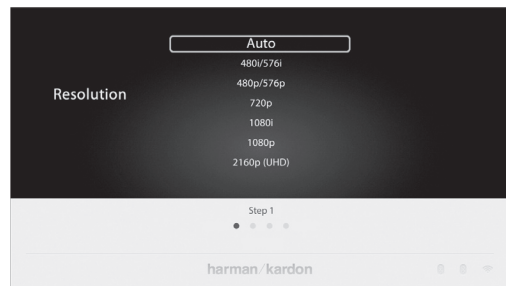 Auto
480i/576i
480p/576p
Resolution
720p
1080i
1080p
2160p (UHD)
Step 1
harman/kardon